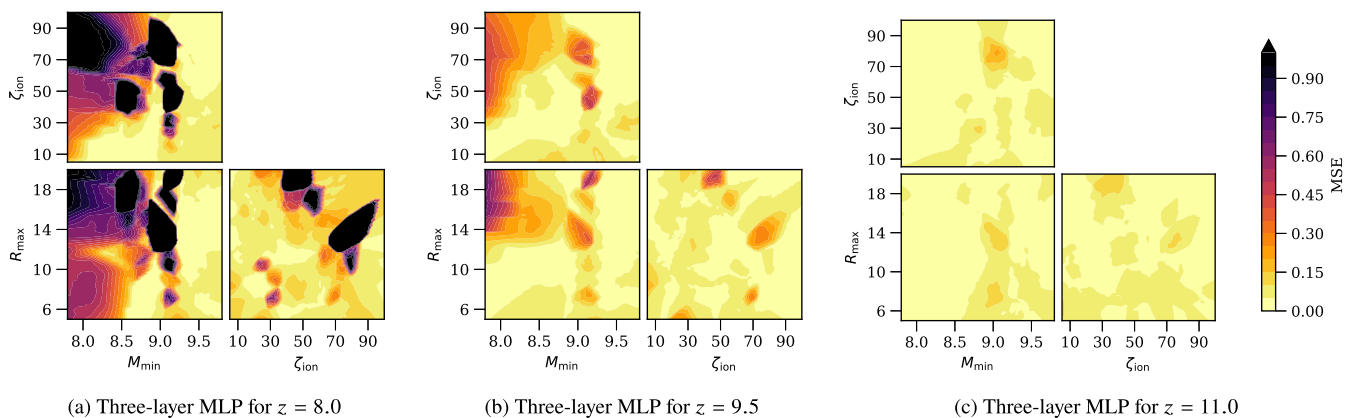 90
70
50
30
10
ζion
18
14
10
6
Rmax
8.0 8.5 9.0 9.5
Mmin
10 30 50 70 90
ζion
(a) Three-layer MLP for z = 8.0
90
70
50
30
10
ζion
18
14
10
6
Rmax
8.0 8.5 9.0 9.5
Mmin
10 30 50 70 90
ζion
(b) Three-layer MLP for z = 9.5
90
70
50
30
10
ζion
18
14
10
6
Rmax
8.0 8.5 9.0 9.5
Mmin
10 30 50 70 90
ζion
(c) Three-layer MLP for z = 11.0
0.90
0.75
0.60
0.45
0.30
0.15
0.00
MSE